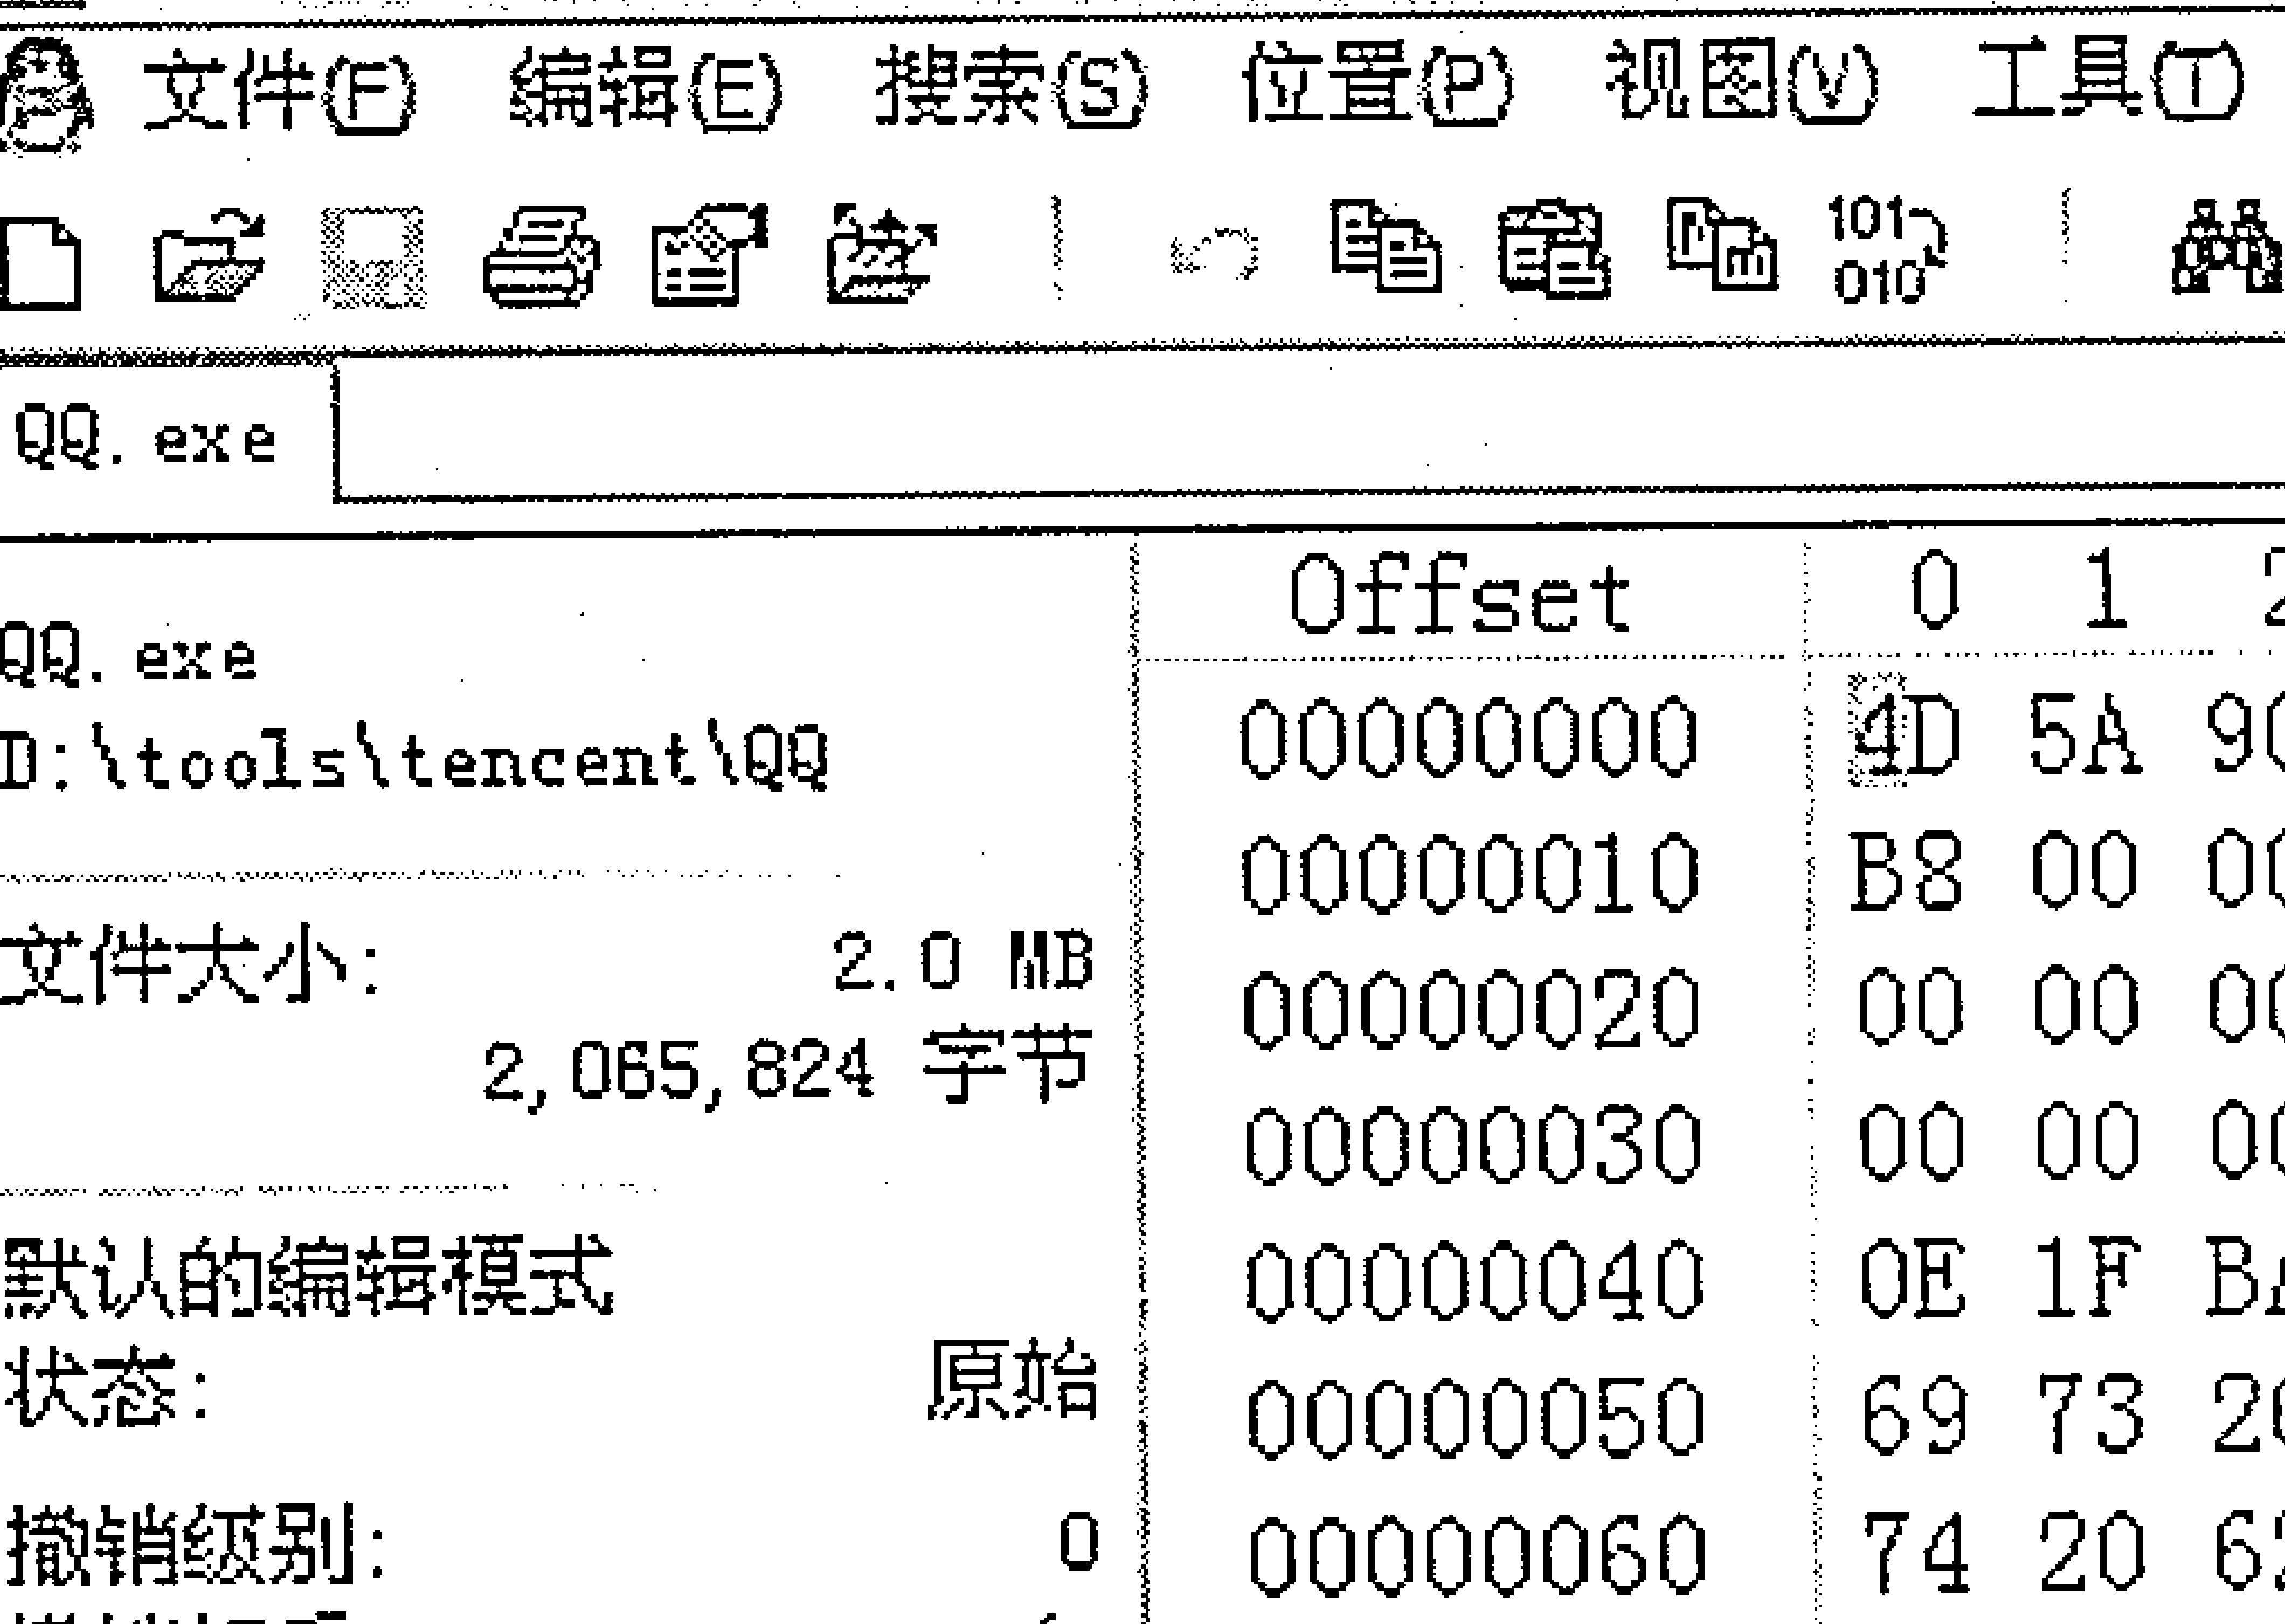 文件(F) 编辑(E) 搜索(S) 位置(P) 视图(V) 工具(T)
101
010
QQ.exe
Offset 0 1
QQ.exe
D:\tools\tencent\QQ
00000000 4D 5A
00000010 B8 00
文件大小: 2.0 MB
00000020 00 00
2,065,824 字节
00000030 00 00
默认的编辑模式
00000040 0E 1F
状态: 原始
00000050 69 73
撤销级别: 0
00000060 74 20